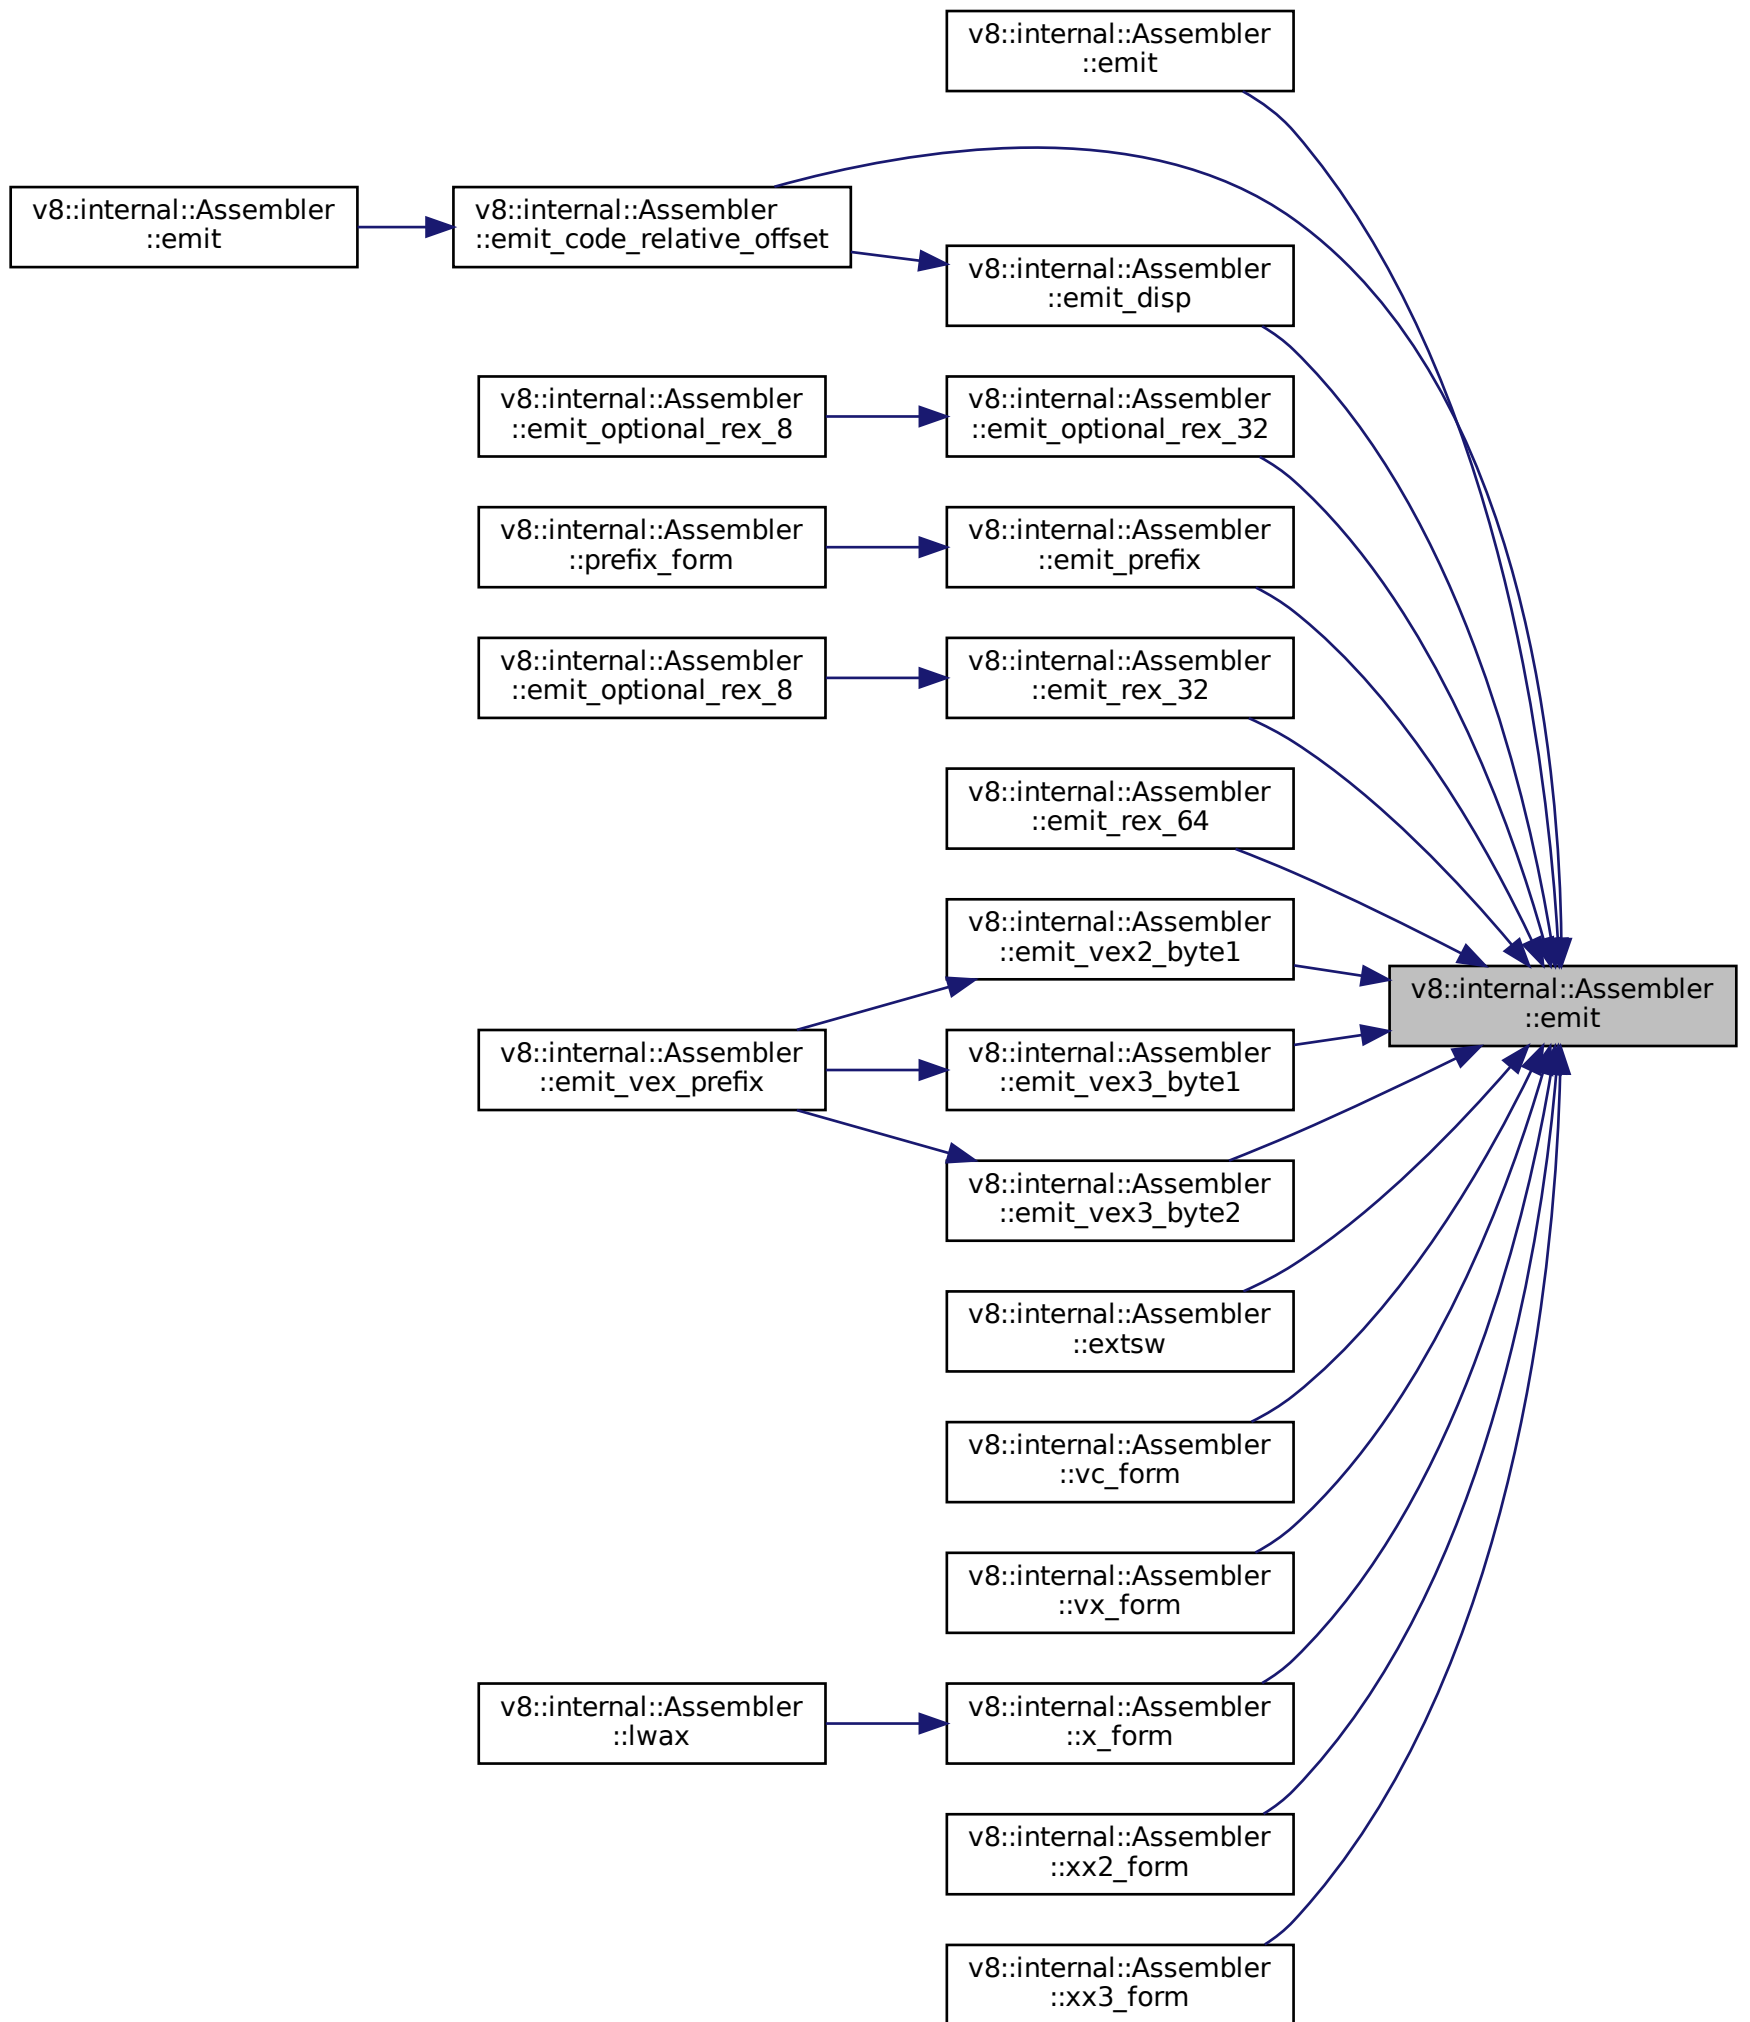 v8::internal::Assembler
::emit
v8::internal::Assembler
::emit
v8::internal::Assembler
::emit_code_relative_offset
v8::internal::Assembler
::emit_disp
v8::internal::Assembler
::emit_optional_rex_8
v8::internal::Assembler
::emit_optional_rex_32
v8::internal::Assembler
::prefix_form
v8::internal::Assembler
::emit_prefix
v8::internal::Assembler
::emit_optional_rex_8
v8::internal::Assembler
::emit_rex_32
v8::internal::Assembler
::emit_rex_64
v8::internal::Assembler
::emit_vex2_byte1
v8::internal::Assembler
::emit
v8::internal::Assembler
::emit_vex_prefix
v8::internal::Assembler
::emit_vex3_byte1
v8::internal::Assembler
::emit_vex3_byte2
v8::internal::Assembler
::extsw
v8::internal::Assembler
::vc_form
v8::internal::Assembler
::vx_form
v8::internal::Assembler
::lwax
v8::internal::Assembler
::x_form
v8::internal::Assembler
::xx2_form
v8::internal::Assembler
::xx3_form